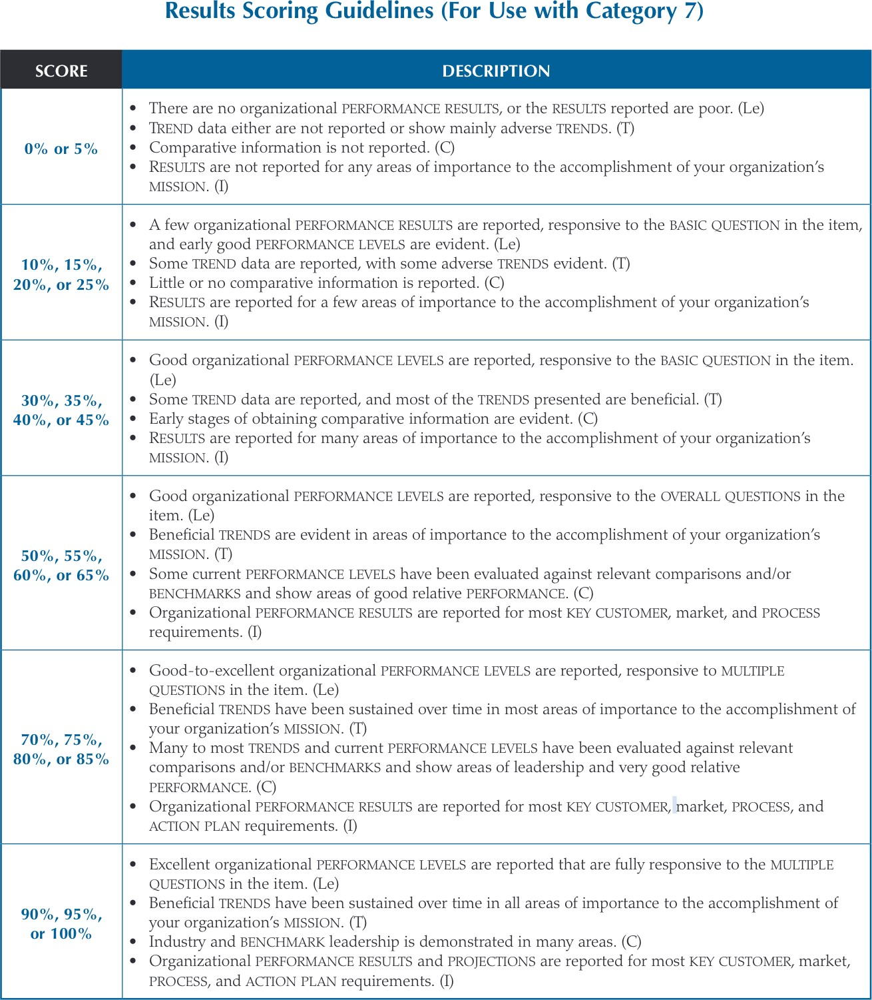 Results Scoring Guidelines (For Use with Category 7)
SCORE
DESCRIPTION
0% or 5%
• There are no organizational PERFORMANCE RESULTS, or the RESULTS reported are poor. (Le)
• TREND data either are not reported or show mainly adverse TRENDS. (T)
• Comparative information is not reported. (C)
• RESULTS are not reported for any areas of importance to the accomplishment of your organization’s
MISSION. (I)
10%, 15%,
20%, or 25%
• A few organizational PERFORMANCE RESULTS are reported, responsive to the BASIC QUESTION in the item,
and early good PERFORMANCE LEVELS are evident. (Le)
• Some TREND data are reported, with some adverse TRENDS evident. (T)
• Little or no comparative information is reported. (C)
• RESULTS are reported for a few areas of importance to the accomplishment of your organization’s
MISSION. (I)
30%, 35%,
40%, or 45%
• Good organizational PERFORMANCE LEVELS are reported, responsive to the BASIC QUESTION in the item.
(Le)
• Some TREND data are reported, and most of the TRENDS presented are beneficial. (T)
• Early stages of obtaining comparative information are evident. (C)
• RESULTS are reported for many areas of importance to the accomplishment of your organization’s
MISSION. (I)
50%, 55%,
60%, or 65%
• Good organizational PERFORMANCE LEVELS are reported, responsive to the OVERALL QUESTIONS in the
item. (Le)
• Beneficial TRENDS are evident in areas of importance to the accomplishment of your organization’s
MISSION. (T)
• Some current PERFORMANCE LEVELS have been evaluated against relevant comparisons and/or
BENCHMARKS and show areas of good relative PERFORMANCE. (C)
• Organizational PERFORMANCE RESULTS are reported for most KEY CUSTOMER, market, and PROCESS
requirements. (I)
70%, 75%,
80%, or 85%
• Good-to-excellent organizational PERFORMANCE LEVELS are reported, responsive to MULTIPLE
QUESTIONS in the item. (Le)
• Beneficial TRENDS have been sustained over time in most areas of importance to the accomplishment of
your organization’s MISSION. (T)
• Many to most TRENDS and current PERFORMANCE LEVELS have been evaluated against relevant
comparisons and/or BENCHMARKS and show areas of leadership and very good relative
PERFORMANCE. (C)
• Organizational PERFORMANCE RESULTS are reported for most KEY CUSTOMER, market, PROCESS, and
ACTION PLAN requirements. (I)
90%, 95%,
or 100%
• Excellent organizational PERFORMANCE LEVELS are reported that are fully responsive to the MULTIPLE
QUESTIONS in the item. (Le)
• Beneficial TRENDS have been sustained over time in all areas of importance to the accomplishment of
your organization’s MISSION. (T)
• Industry and BENCHMARK leadership is demonstrated in many areas. (C)
• Organizational PERFORMANCE RESULTS and PROJECTIONS are reported for most KEY CUSTOMER, market,
PROCESS, and ACTION PLAN requirements. (I)